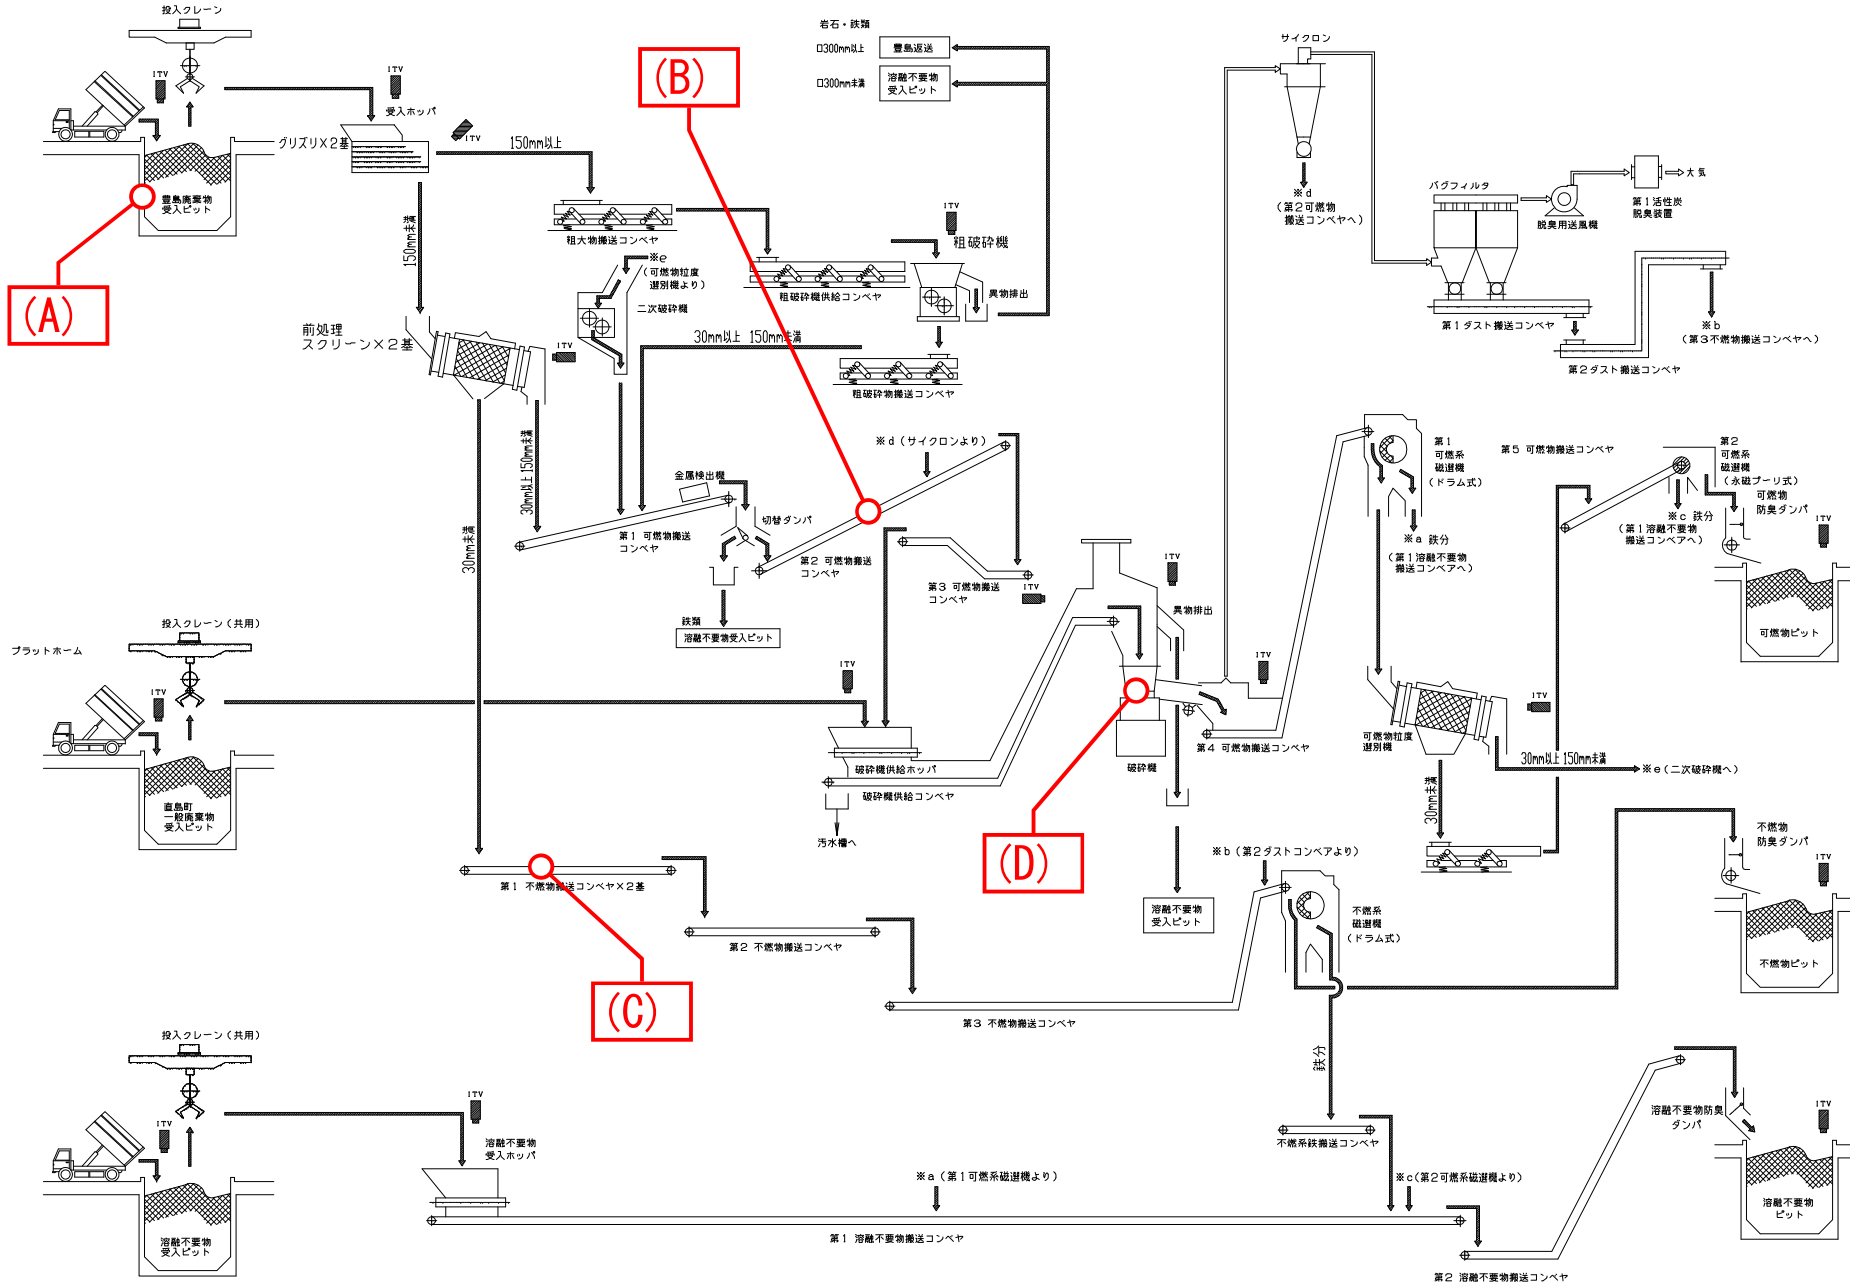 投入クレーン
ITV
ITV
受入ホッパ
ITV
グリズリ×2基
150mm以上
豊島廃棄物
受入ピット
(A)
150mm未満
粗大物搬送コンベヤ
岩石・鉄類
□300mm以上
豊島返送
□300mm未満
溶融不要物
受入ピット
(B)
ITV
粗破砕機
粗破砕機供給コンベヤ
異物排出
※e
(可燃物粒度
選別機より)
二次破砕機
前処理
スクリーン×2基
ITV
30mm以上 150mm未満
粗破砕物搬送コンベヤ
サイクロン
※d
(第2可燃物
搬送コンベヤへ)
バグフィルタ
脱臭用送風機
第1活性炭
脱臭装置
大気
第1ダスト搬送コンベヤ
※b
(第3不燃物搬送コンベヤへ)
第2ダスト搬送コンベヤ
30mm以上 150mm未満
30mm未満
金属検出機
切替ダンパ
第1 可燃物搬送
コンベヤ
※d(サイクロンより)
第2 可燃物搬送
コンベヤ
第3 可燃物搬送
コンベヤ
ITV
鉄類
溶融不要物受入ピット
第1
可燃系
磁選機
(ドラム式)
※a 鉄分
(第1溶融不要物
搬送コンベアへ)
第5 可燃物搬送コンベヤ
第2
可燃系
磁選機
(永磁プーリ式)
※c 鉄分
(第1溶融不要物
搬送コンベアへ)
可燃物
防臭ダンパ
ITV
可燃物ピット
プラットホーム
投入クレーン(共用)
ITV
直島町
一般廃棄物
受入ピット
ITV
破砕機供給ホッパ
破砕機供給コンベヤ
汚水槽へ
ITV
異物排出
ITV
第4 可燃物搬送コンベヤ
破砕機
(D)
溶融不要物
受入ピット
可燃物粒度
選別機
ITV
30mm以上 150mm未満
※e(二次破砕機へ)
30mm未満
第1 不燃物搬送コンベヤ×2基
(C)
第2 不燃物搬送コンベヤ
第3 不燃物搬送コンベヤ
※b(第2ダストコンベアより)
不燃系
磁選機
(ドラム式)
不燃物
防臭ダンパ
ITV
不燃物ピット
鉄分
不燃系鉄搬送コンベヤ
投入クレーン(共用)
ITV
溶融不要物
受入ピット
ITV
溶融不要物
受入ホッパ
※a(第1可燃系磁選機より)
第1 溶融不要物搬送コンベヤ
※c(第2可燃系磁選機より)
第2 溶融不要物搬送コンベヤ
溶融不要物防臭
ダンパ
ITV
溶融不要物
ピット